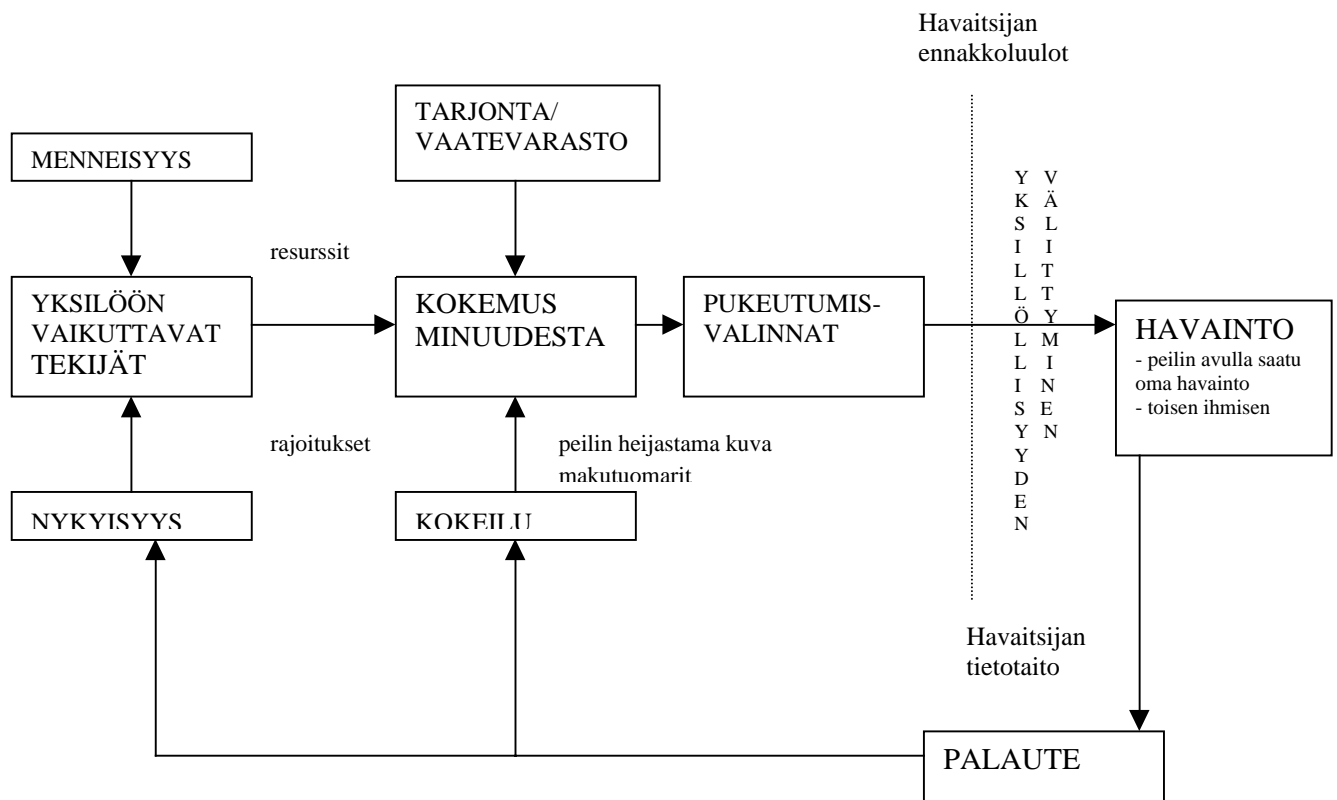 Havaitsijan
ennakkoluulot
TARJONTA/
VAATEVARASTO
MENNEISYYS
resurssit
YKSILÖÖN
VAIKUTTAVAT
TEKIJÄT
KOKEMUS
MINUUDESTA
PUKEUTUMIS-
VALINNAT
YKSILLÖLLISYYDEN
VÄLITTYMINEN
HAVAINTO
- peilin avulla saatu
oma havainto
- toisen ihmisen
rajoitukset
peilin heijastama kuva
makutuomarit
NYKYISYYS
KOKEILU
Havaitsijan
tietotaito
PALAUTE